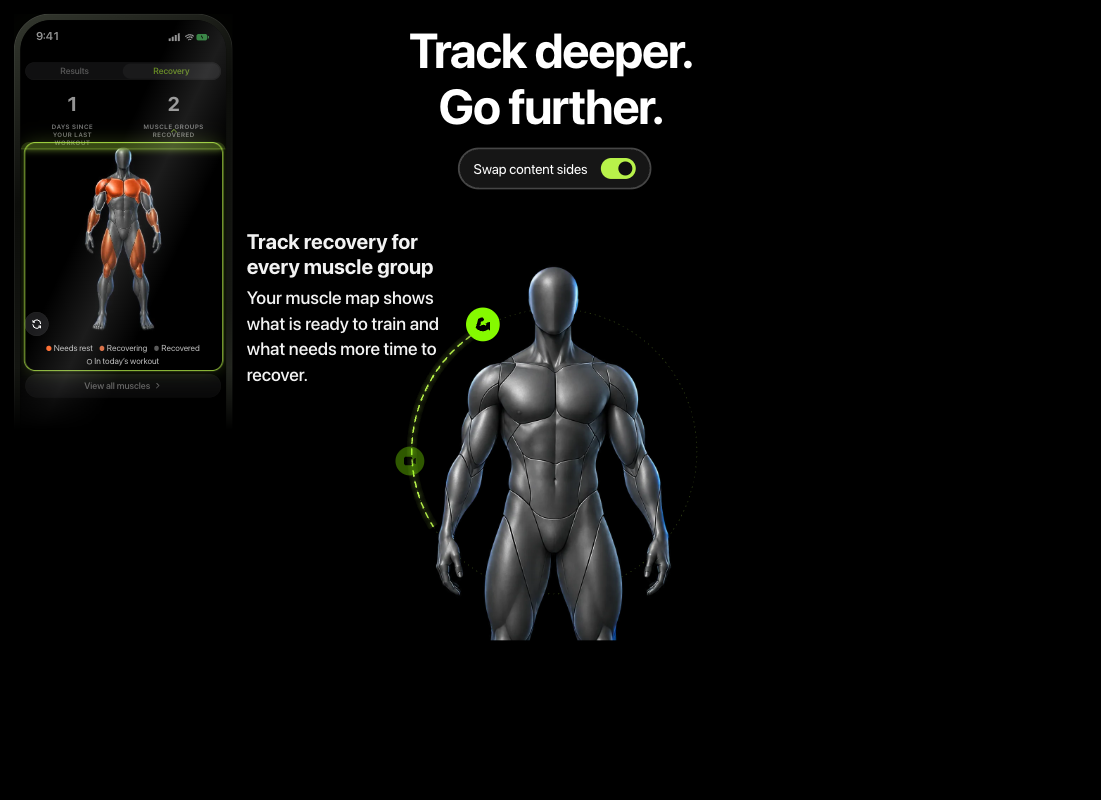 9:41
Track deeper.
Go further.
Results
Recovery
1
2
DAYS SINCE
YOUR LAST
WORKOUT
MUSCLE GROUPS
RECOVERED
Swap content sides
Track recovery for
every muscle group
Your muscle map shows
what is ready to train and
what needs more time to
recover.
Needs rest
Recovering
Recovered
In today's workout
View all muscles